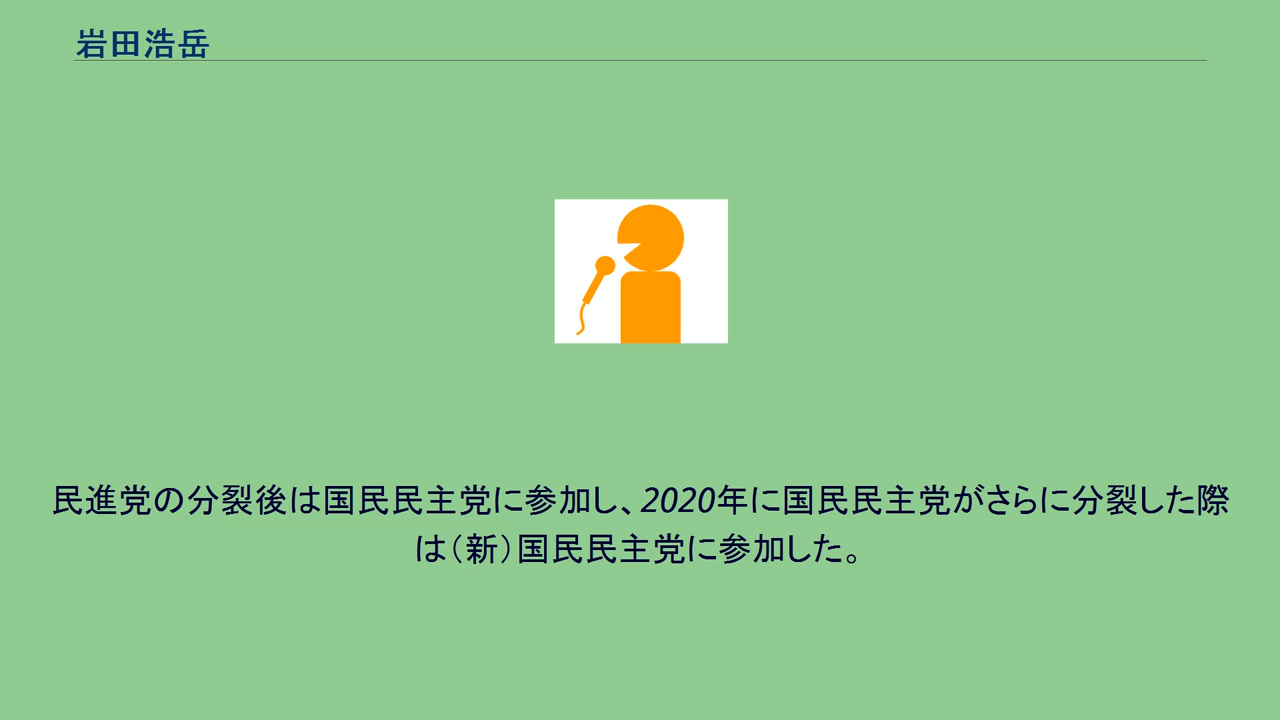 岩田浩岳
民進党の分裂後は国民民主党に参加し、2020年に国民民主党がさらに分裂した際
は（新）国民民主党に参加した。